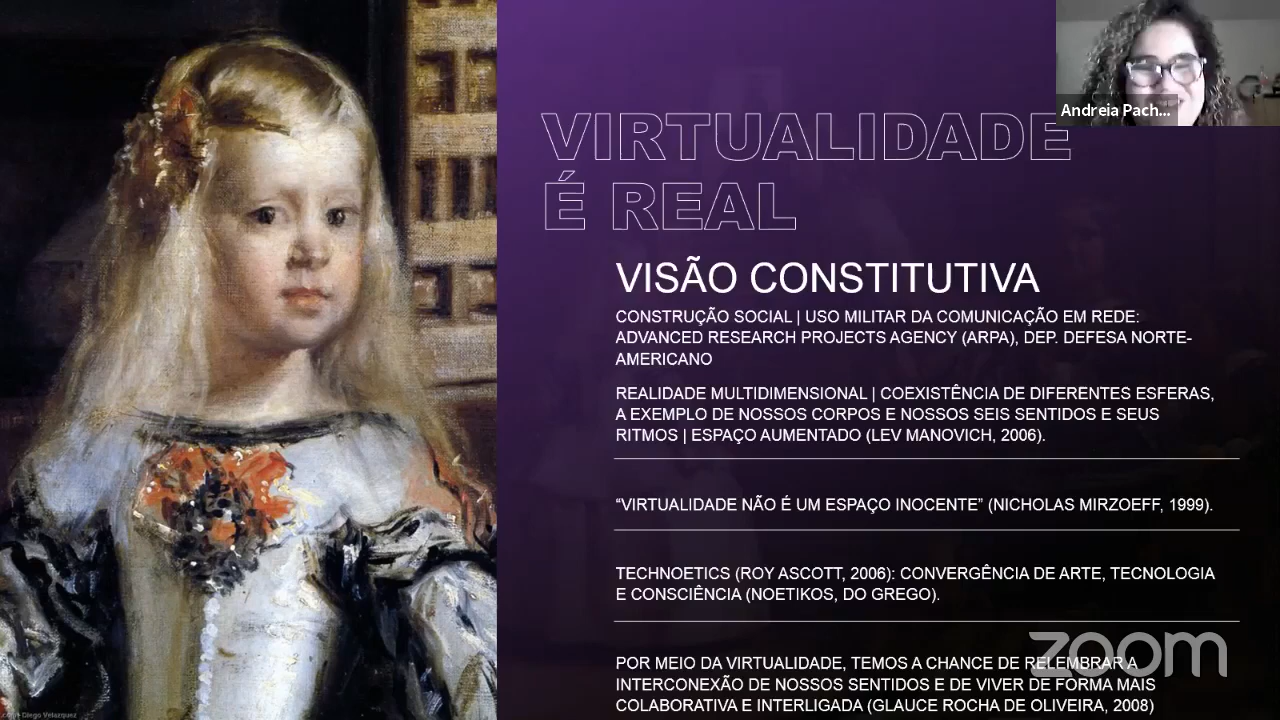 Andreia Pach...
VIRTUALIDADE
É REAL
VISÃO CONSTITUTIVA
CONSTRUÇÃO SOCIAL | USO MILITAR DA COMUNICAÇÃO EM REDE:
ADVANCED RESEARCH PROJECTS AGENCY (ARPA), DEP. DEFESA NORTE-
AMERICANO
REALIDADE MULTIDIMENSIONAL | COEXISTÊNCIA DE DIFERENTES ESFERAS,
A EXEMPLO DE NOSSOS CORPOS E NOSSOS SEIS SENTIDOS E SEUS
RITMOS | ESPAÇO AUMENTADO (LEV MANOVICH, 2006).
“VIRTUALIDADE NÃO É UM ESPAÇO INOCENTE” (NICHOLAS MIRZOEFF, 1999).
TECHNOETICS (ROY ASCOTT, 2006): CONVERGÊNCIA DE ARTE, TECNOLOGIA
E CONSCIÊNCIA (NOETIKOS, DO GREGO).
zoom
POR MEIO DA VIRTUALIDADE, TEMOS A CHANCE DE RELEMBRAR A
INTERCONEXÃO DE NOSSOS SENTIDOS E DE VIVER DE FORMA MAIS
COLABORATIVA E INTERLIGADA (GLAUCE ROCHA DE OLIVEIRA, 2008)
Diego Velazquez